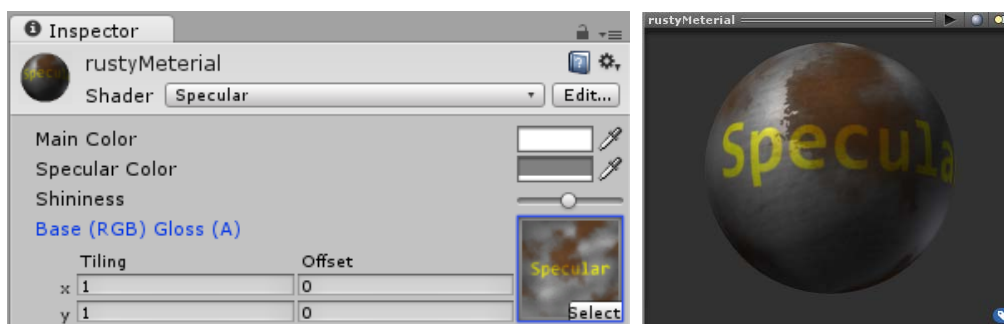 Inspector
rustyMeterial
Shader Specular Edit...
Main Color
Specular Color
Shininess
Base (RGB) Gloss (A)
Tiling Offset
x 1 0
y 1 0
Specular
Select
rustyMeterial
Specula